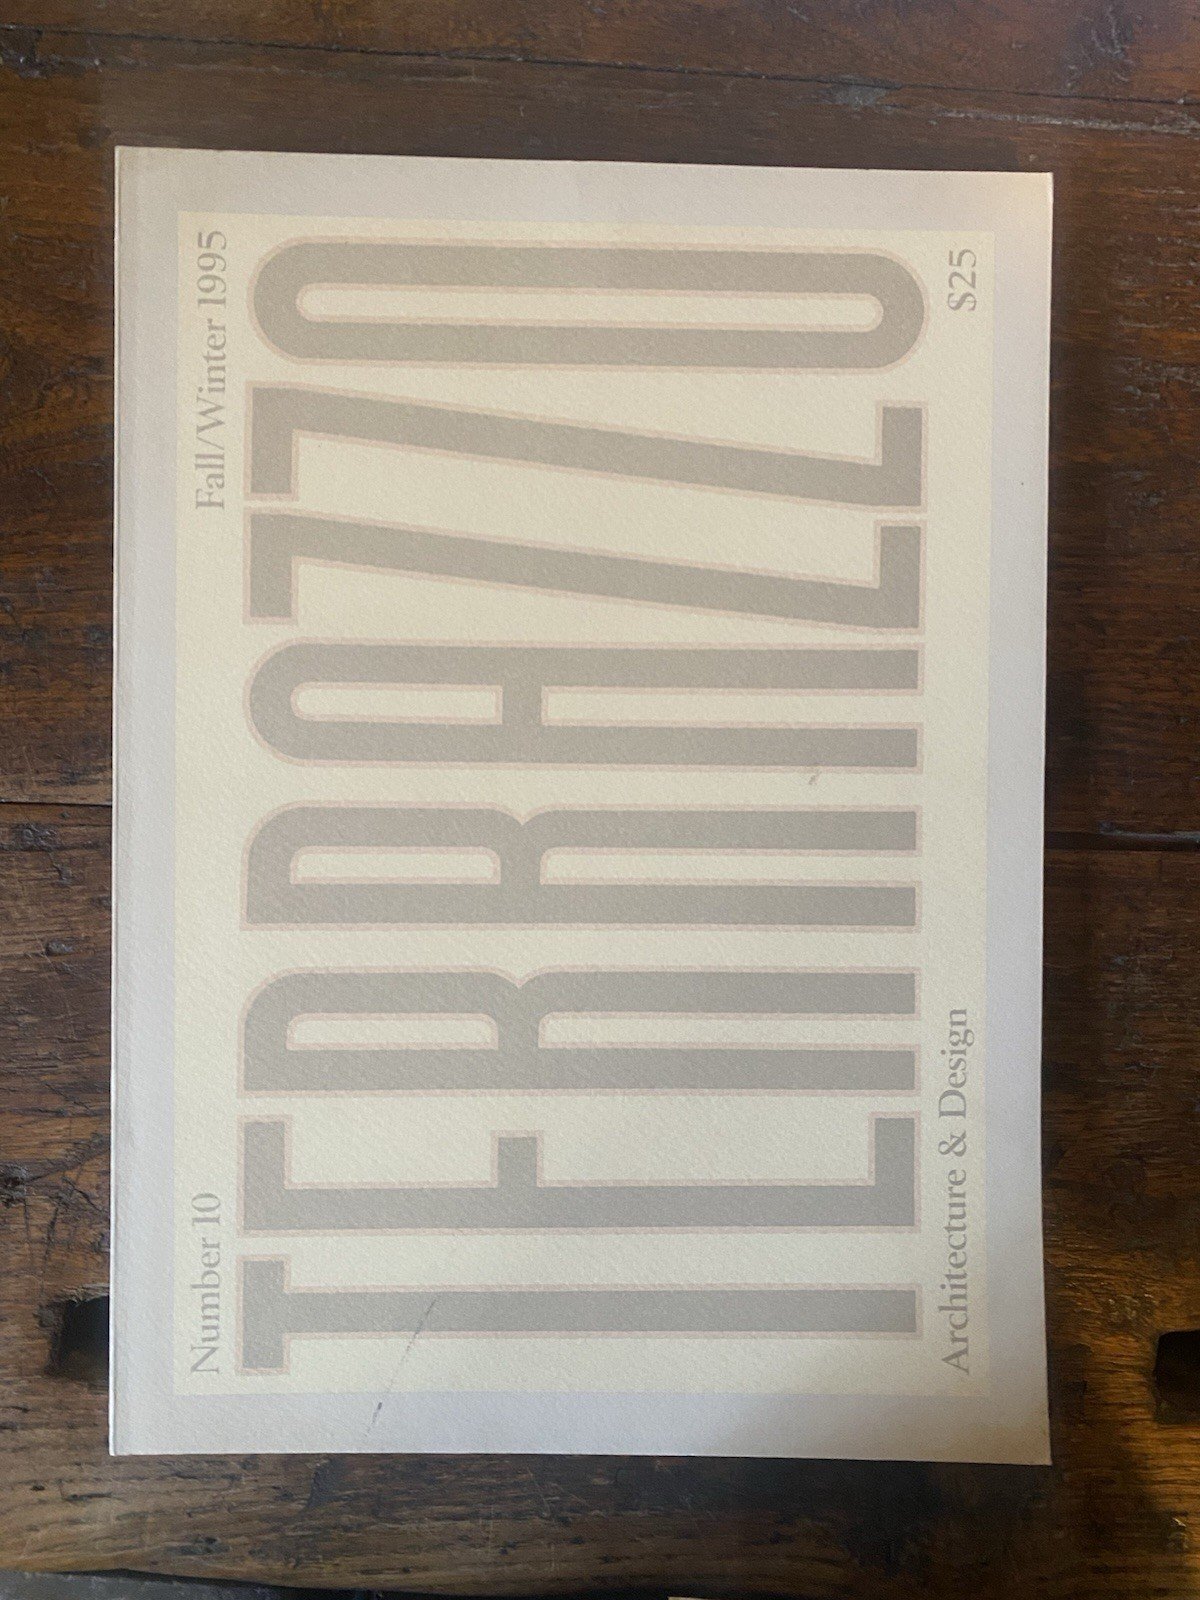 Number 10 Fall/Winter 1995
TERRAZZO
Architecture & Design $25